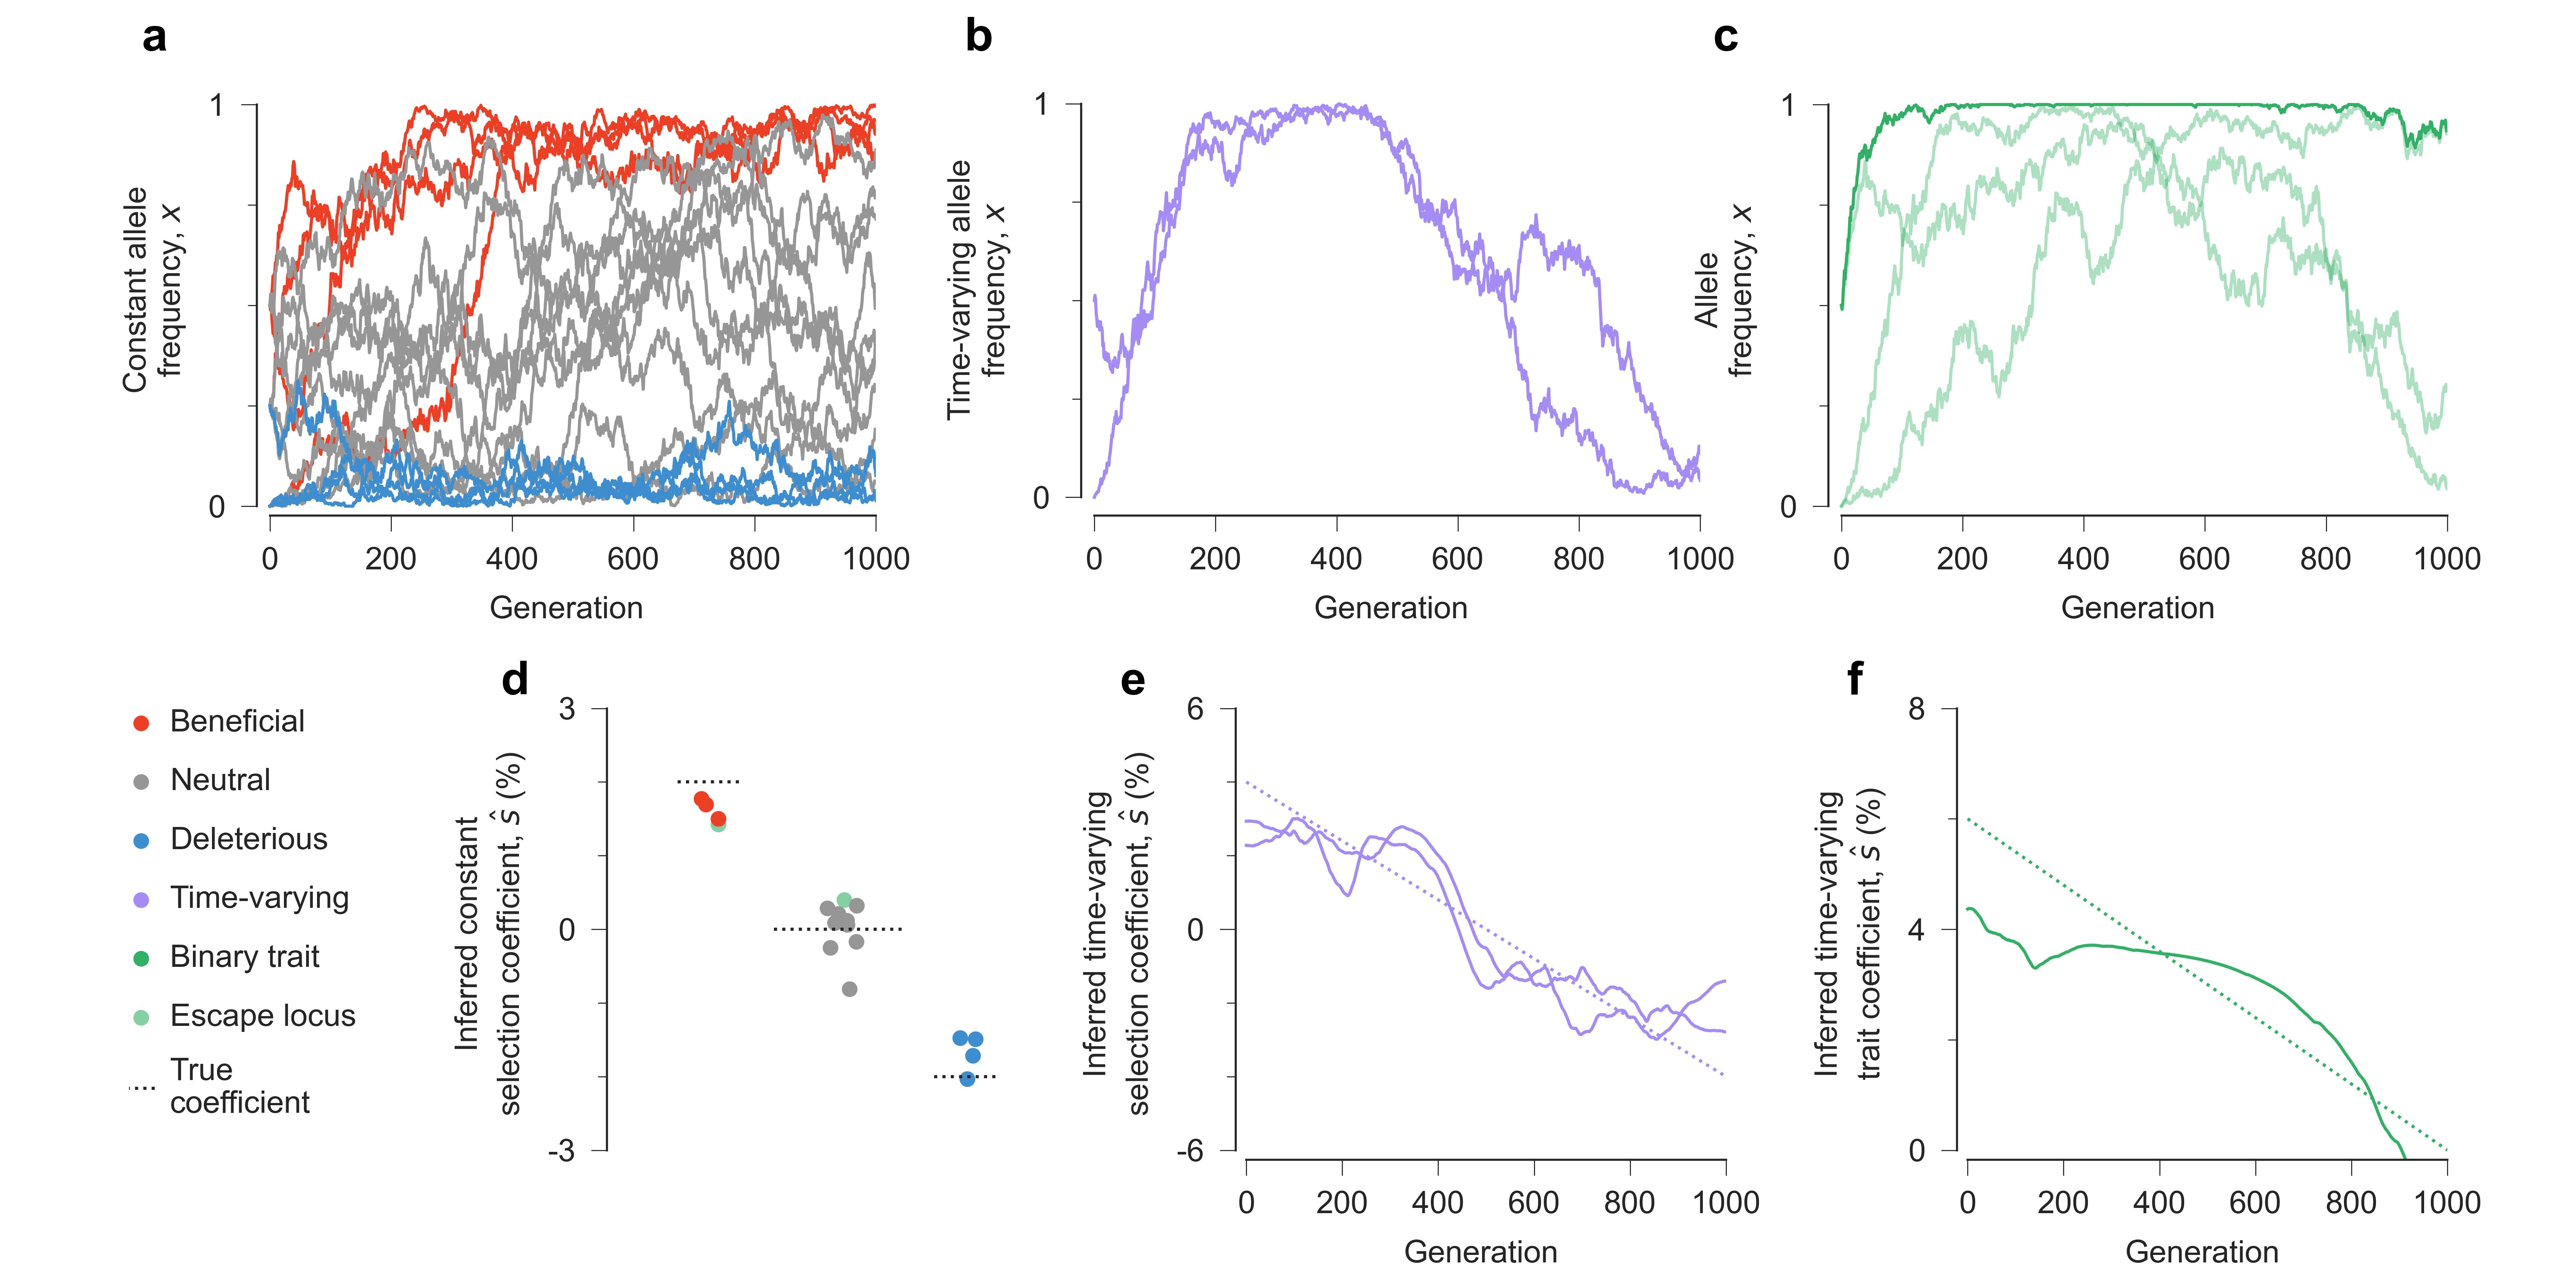 a
1
0
Constant allele
frequency, x
0 200 400 600 800 1000
Generation
b
1
0
Time-varying allele
frequency, x
0 200 400 600 800 1000
Generation
c
1
0
Allele
frequency, x
0 200 400 600 800 1000
Generation
Beneficial
Neutral
Deleterious
Time-varying
Binary trait
Escape locus
True
coefficient
d
3
0
-3
Inferred constant
selection coefficient, ŝ (%)
e
6
0
-6
Inferred time-varying
selection coefficient, ŝ (%)
0 200 400 600 800 1000
Generation
f
8
4
0
Inferred time-varying
trait coefficient, ŝ (%)
0 200 400 600 800 1000
Generation